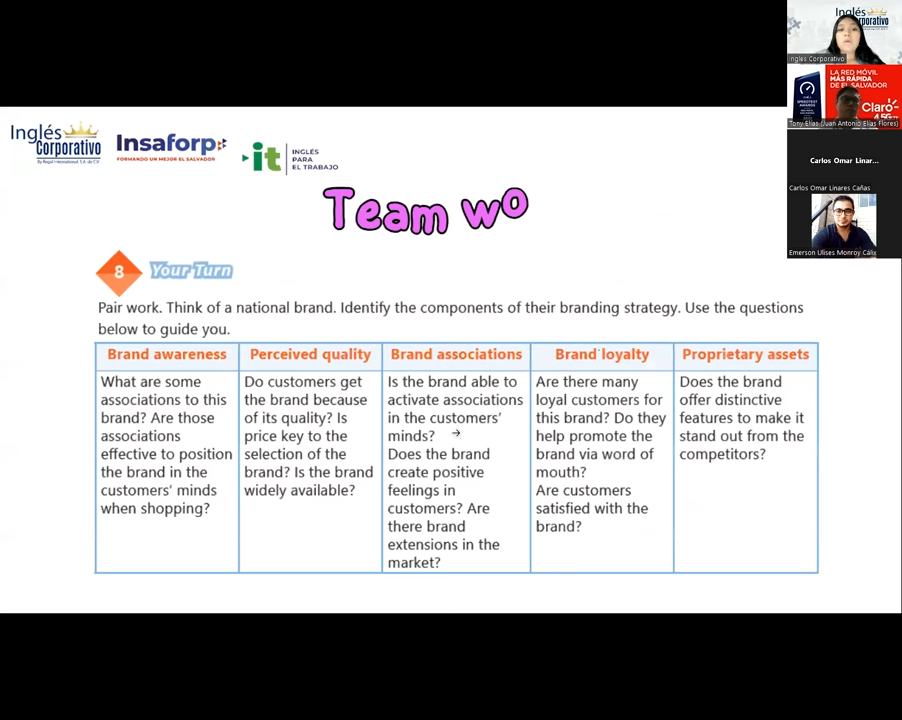 Inglés
Corporativo
By Regal International S.A. de C.V.
Insaforp
FORMANDO UN MEJOR EL SALVADOR
it
INGLÉS
PARA
EL TRABAJO
Team wo
8
Your Turn
Pair work. Think of a national brand. Identify the components of their branding strategy. Use the questions
below to guide you.
Brand awareness
What are some
associations to this
brand? Are those
associations
effective to position
the brand in the
customers' minds
when shopping?
Perceived quality
Do customers get
the brand because
of its quality? Is
price key to the
selection of the
brand? Is the brand
widely available?
Brand associations
Is the brand able to
activate associations
in the customers'
minds?
Does the brand
create positive
feelings in
customers? Are
there brand
extensions in the
market?
Brand loyalty
Are there many
loyal customers for
this brand? Do they
help promote the
brand via word of
mouth?
Are customers
satisfied with the
brand?
Proprietary assets
Does the brand
offer distinctive
features to make it
stand out from the
competitors?
Inglés
Corporativo
Inglés Corporativo
LA RED MÓVIL
MÁS RÁPIDA
DE EL SALVADOR
Claro
4.5G
Tony Elias (Juan Antonio Elias Flores)
Carlos Omar Linar...
Carlos Omar Linares Cañas
Emerson Ulises Monroy Cálix